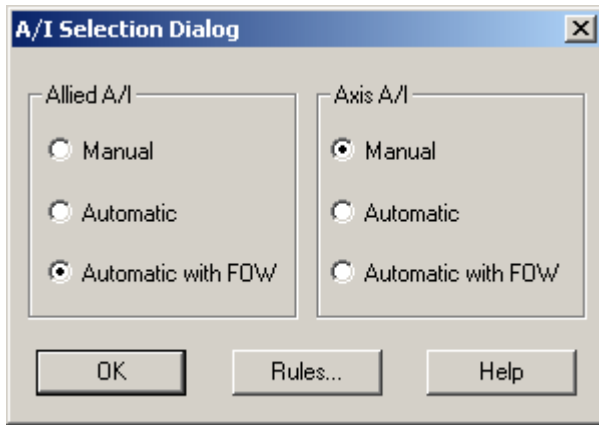 A/I Selection Dialog
Allied A/I
Manual
Automatic
Automatic with FOW
Axis A/I
Manual
Automatic
Automatic with FOW
OK
Rules...
Help